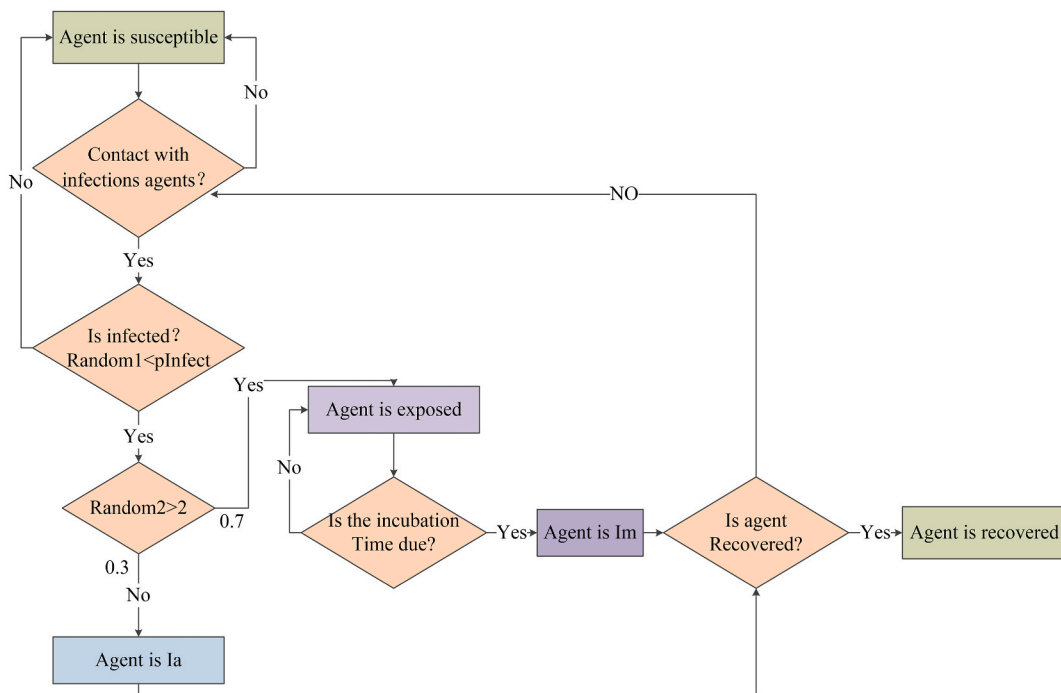 Agent is susceptible
No
Contact with
infections agents?
No
NO
Yes
Is infected?
Random1<pInfect
Yes
Agent is exposed
Yes
No
Random2>2
0.7
Is the incubation
Time due?
Yes
Agent is Im
Is agent
Recovered?
Yes
Agent is recovered
0.3
No
Agent is Ia